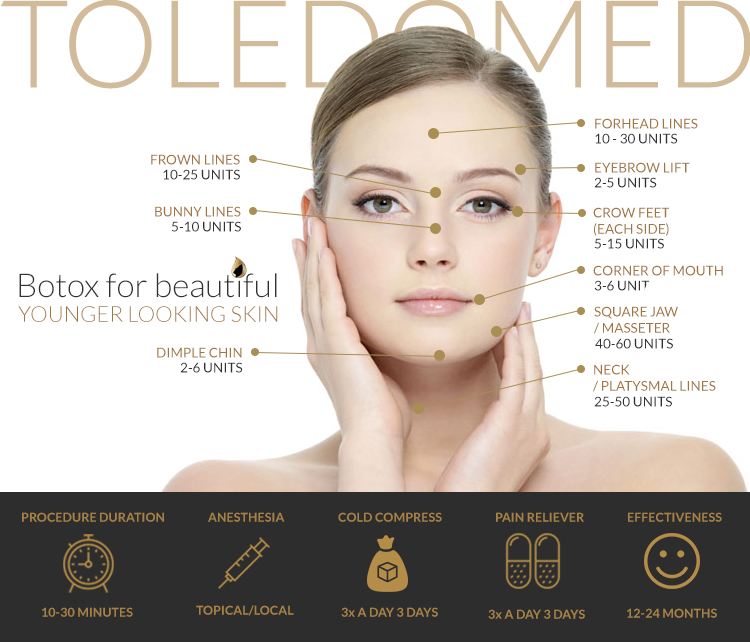 TOLEDOMED
FORHEAD LINES
10 - 30 UNITS
FROWN LINES
10-25 UNITS
EYEBROW LIFT
2-5 UNITS
BUNNY LINES
5-10 UNITS
CROW FEET
(EACH SIDE)
5-15 UNITS
Botox for beautiful
YOUNGER LOOKING SKIN
CORNER OF MOUTH
3-6 UNIT
SQUARE JAW
/ MASSETER
40-60 UNITS
DIMPLE CHIN
2-6 UNITS
NECK
/ PLATYSMAL LINES
25-50 UNITS
PROCEDURE DURATION
10-30 MINUTES
ANESTHESIA
TOPICAL/LOCAL
COLD COMPRESS
3x A DAY 3 DAYS
PAIN RELIEVER
3x A DAY 3 DAYS
EFFECTIVENESS
12-24 MONTHS